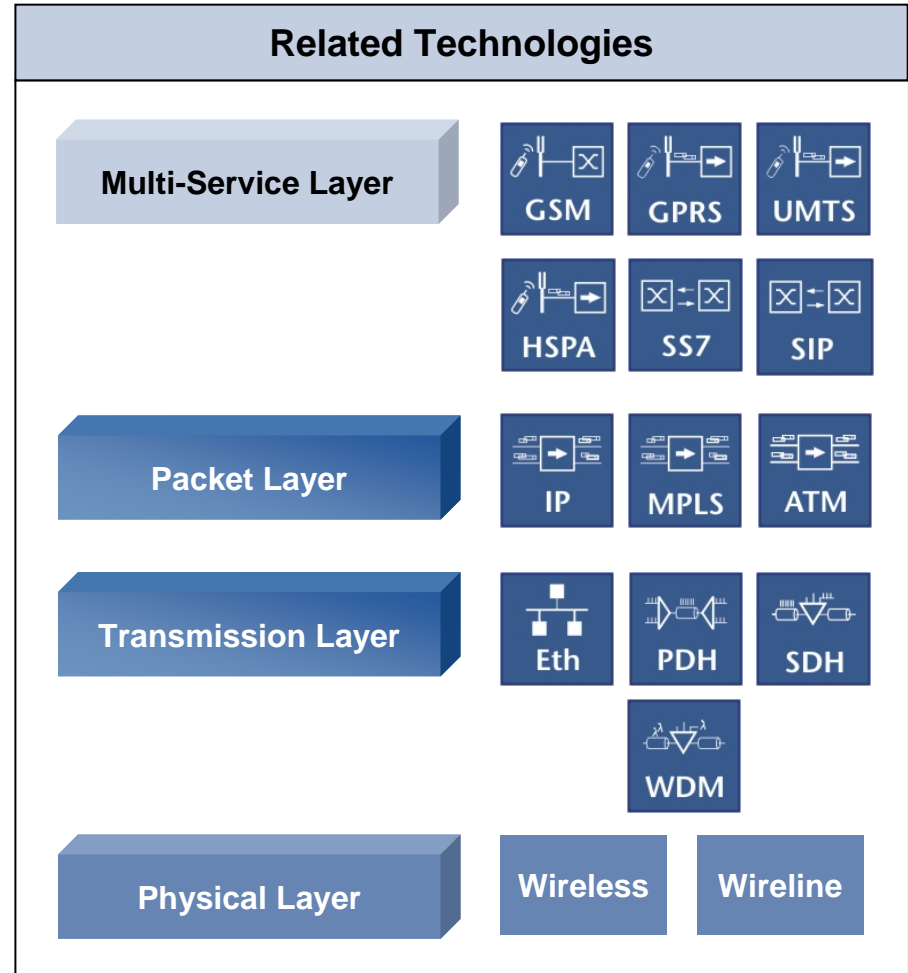 Related Technologies
Multi-Service Layer
GSM
GPRS
UMTS
HSPA
SS7
SIP
Packet Layer
IP
MPLS
ATM
Transmission Layer
Eth
PDH
SDH
λλ
λ
WDM
Physical Layer
Wireless
Wireline